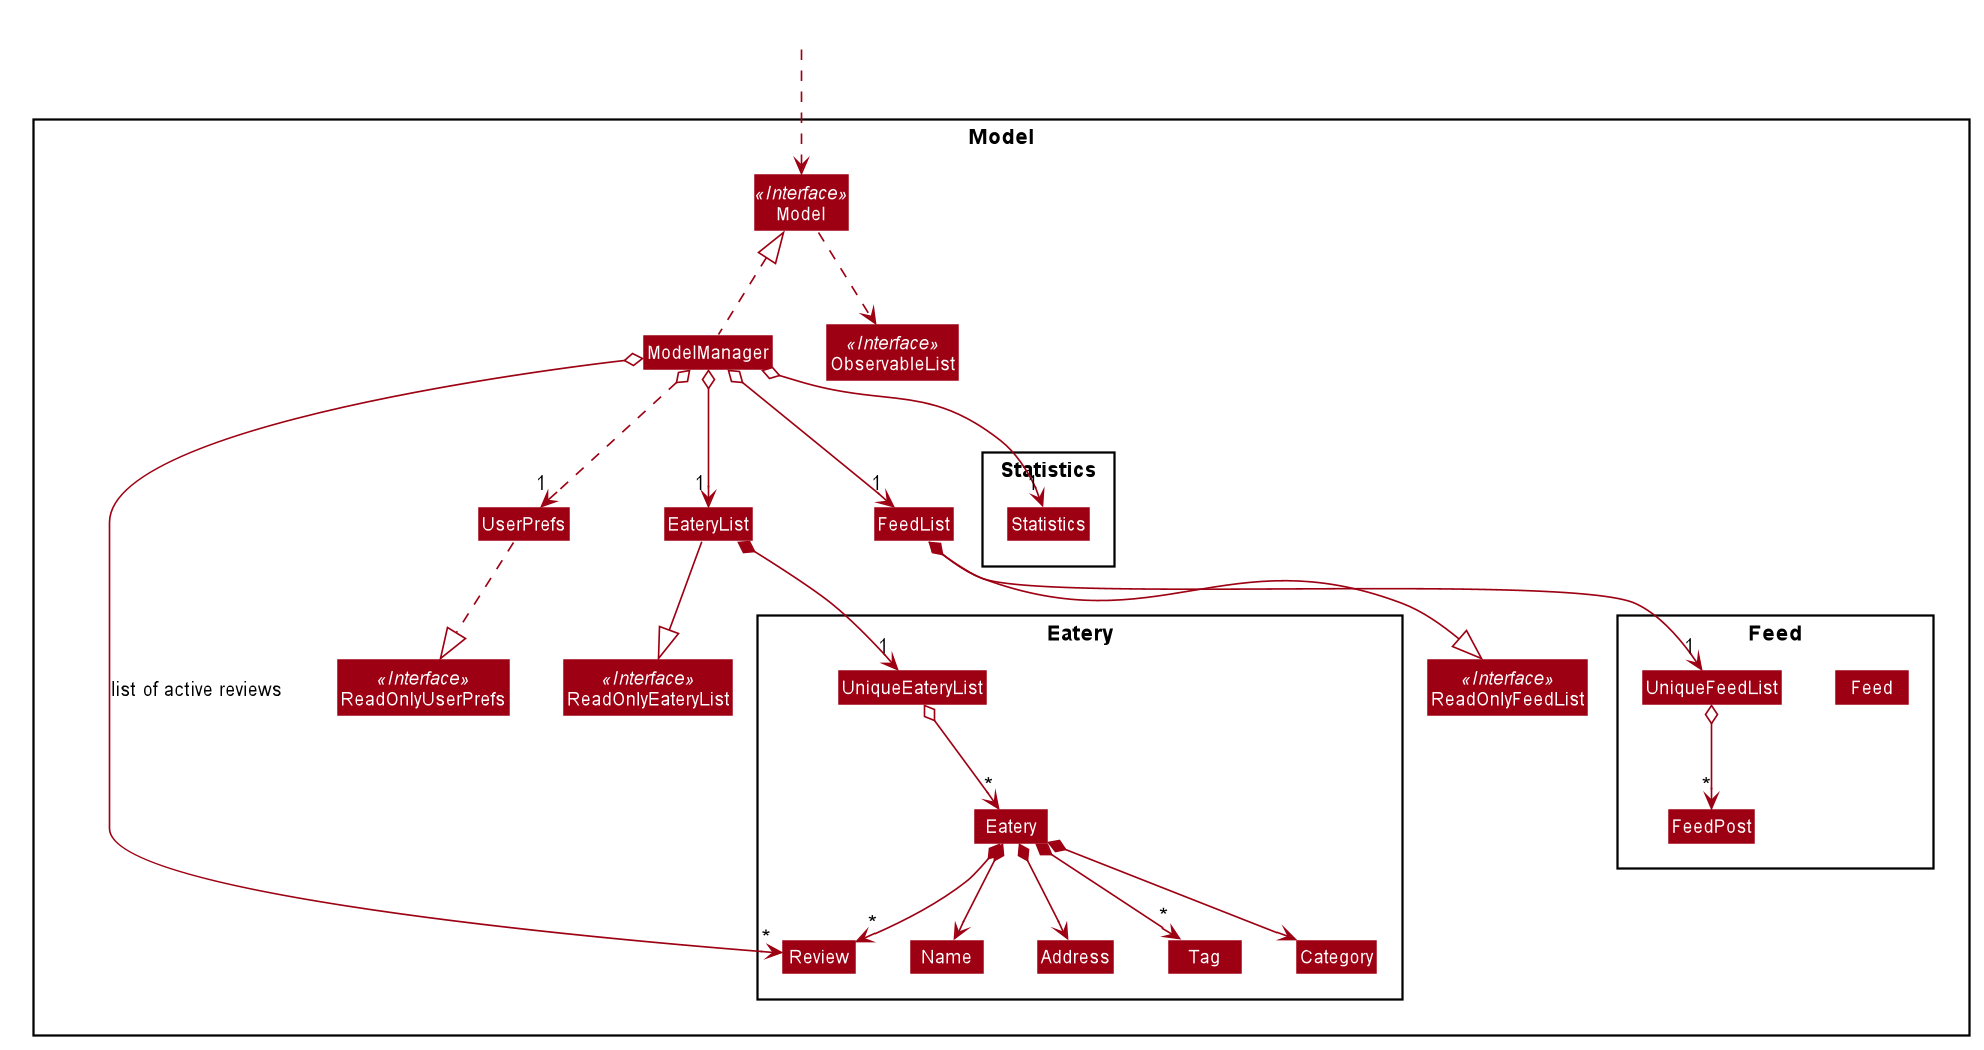 Model
«Interface»
Model
ModelManager
«Interface»
ObservableList
Statistics
1
1
1
1
UserPrefs
EateryList
FeedList
Statistics
Eatery
Feed
1
1
list of active reviews
«Interface»
ReadOnlyUserPrefs
«Interface»
ReadOnlyEateryList
UniqueEateryList
«Interface»
ReadOnlyFeedList
UniqueFeedList
Feed
*
*
Eatery
FeedPost
*
*
*
Review
Name
Address
Tag
Category